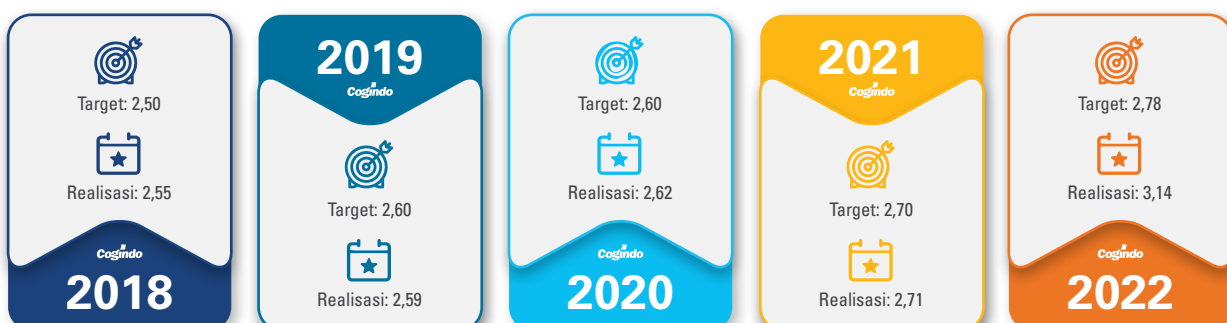 Target: 2,50
Realisasi: 2,55
Cogindo
2018
2019
Cogindo
Target: 2,60
Realisasi: 2,59
Target: 2,60
Realisasi: 2,62
Cogindo
2020
2021
Cogindo
Target: 2,70
Realisasi: 2,71
Target: 2,78
Realisasi: 3,14
Cogindo
2022